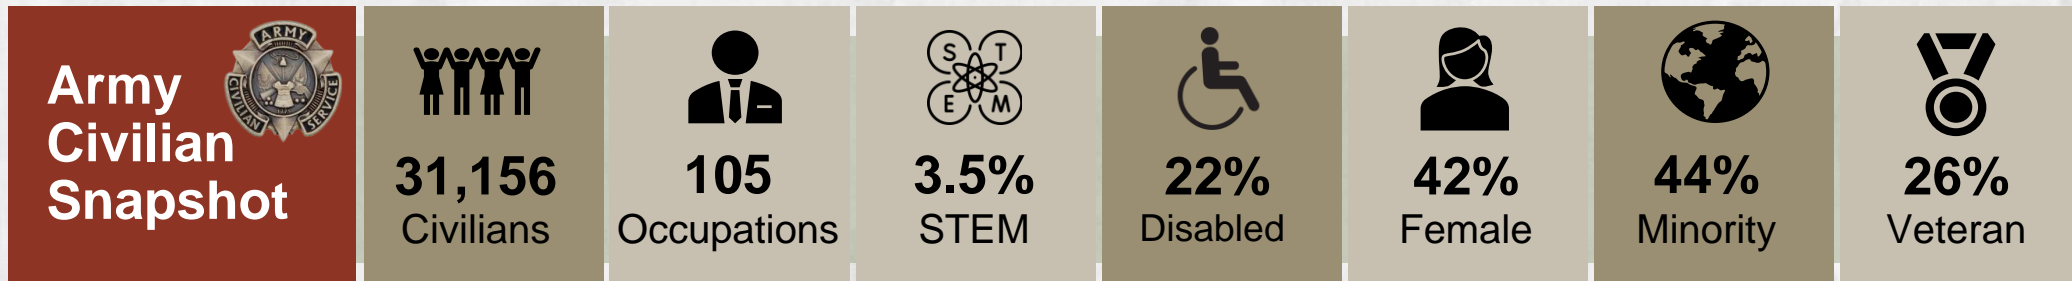 Army
Civilian
Snapshot
ARMY
CIVILIAN
SERVICE
31,156
Civilians
105
Occupations
S T
E M
3.5%
STEM
22%
Disabled
42%
Female
44%
Minority
26%
Veteran